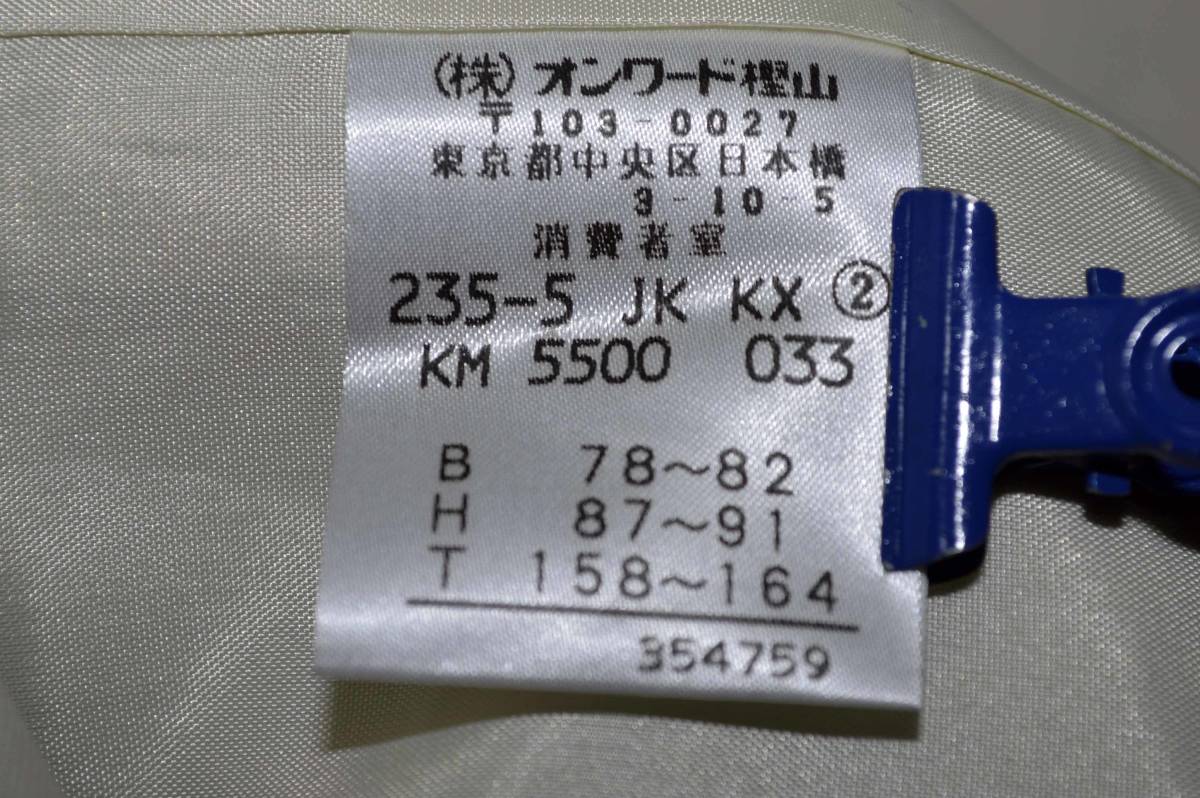 (株)オンワード樫山
〒103-0027
東京都中央区日本橋
3-10-5
消費者室
235-5 JK KX ②
KM 5500 033
B 78～82
H 87～91
T 158～164
354759